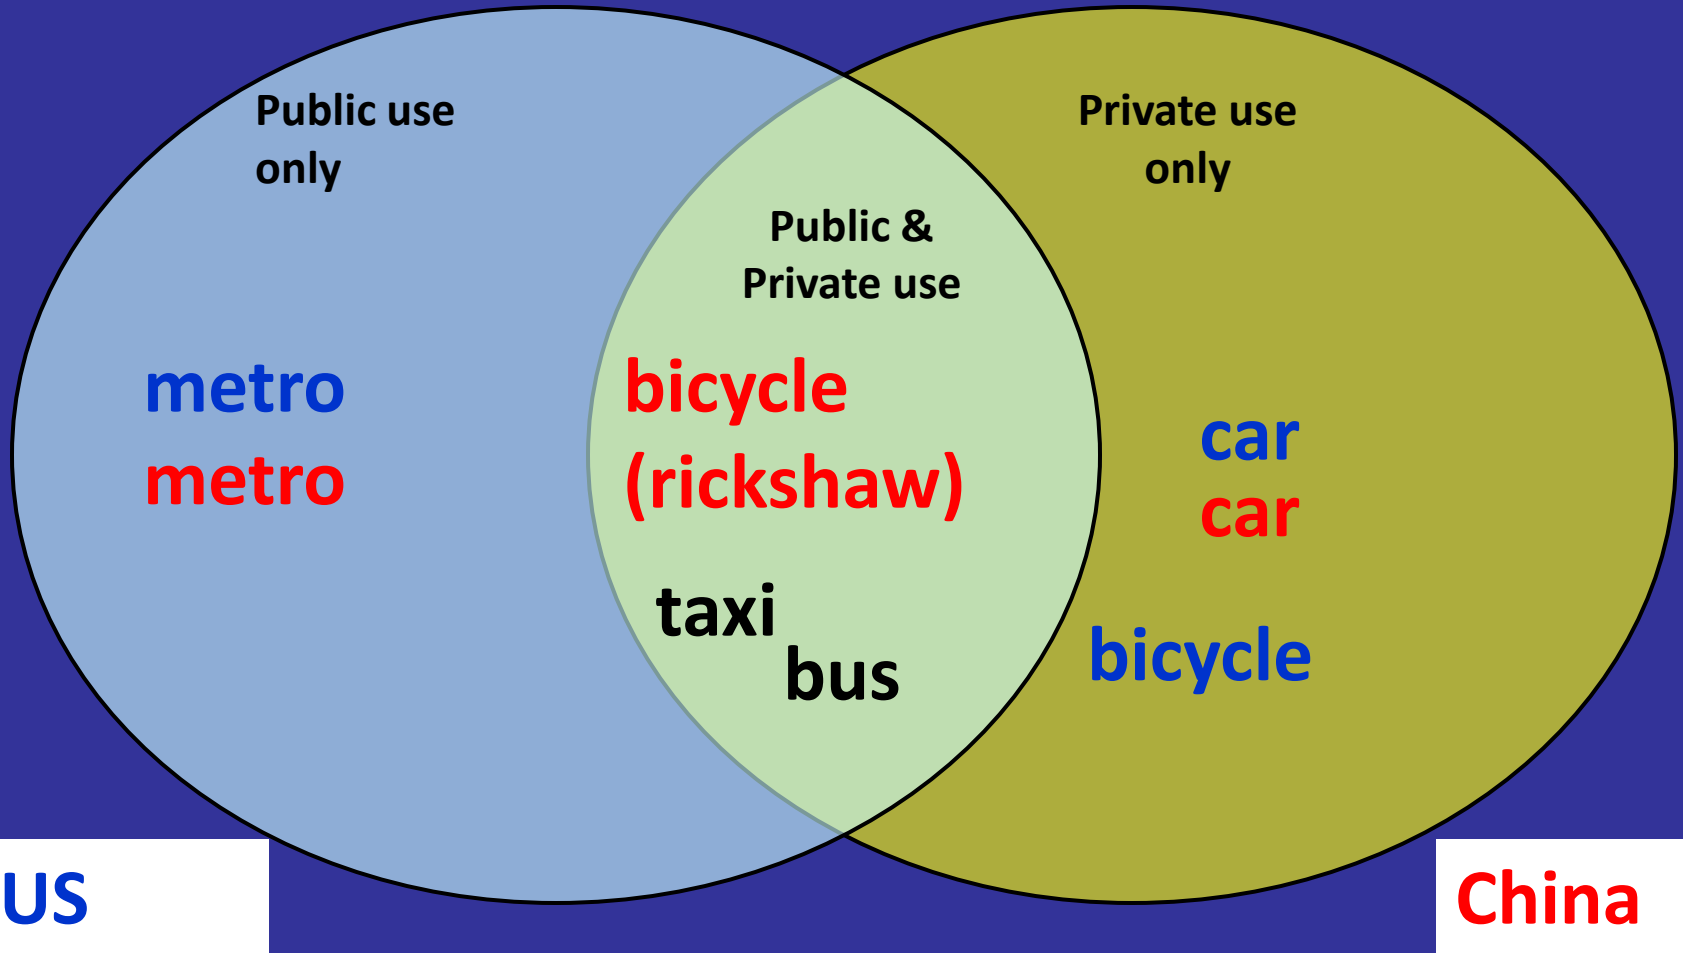 Public use
only
Private use
only
Public &
Private use
metro
metro
bicycle
(rickshaw)
taxi
bus
car
car
bicycle
US
China